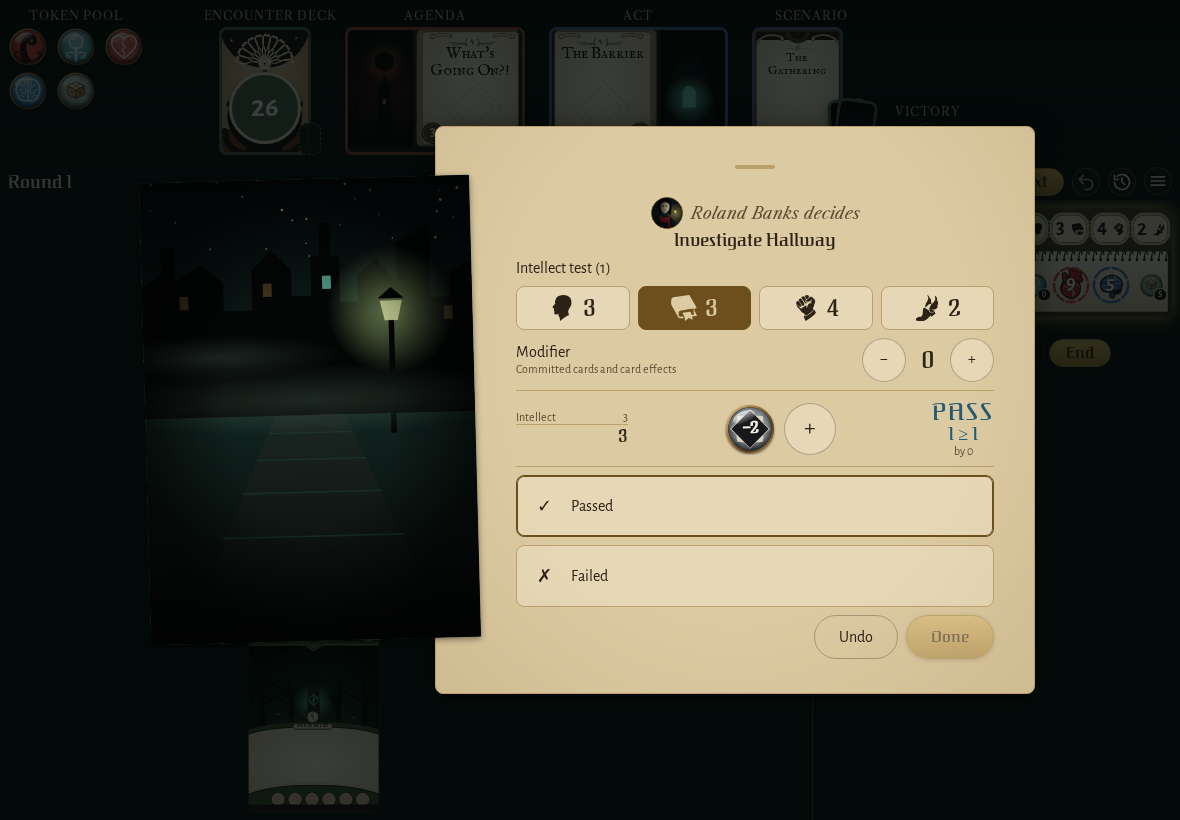 TOKEN POOL
ENCOUNTER DECK
AGENDA
ACT
SCENARIO
26
What's Going On?!
The Barrier
The Gathering
VICTORY
Round 1
3
4
2
9
5
End
Roland Banks decides
Investigate Hallway
Intellect test (1)
3
3
4
2
Modifier
Committed cards and card effects
−
0
+
Intellect 3
3
-2
+
PASS
1 ≥ 1
by 0
✓ Passed
✗ Failed
Undo
Done